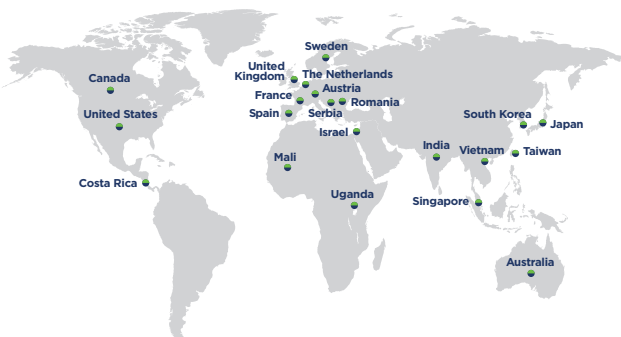 Sweden
United
Kingdom
The Netherlands
Canada
Austria
France
Romania
United States
Spain
Serbia
South Korea
Japan
Israel
India
Vietnam
Taiwan
Mali
Costa Rica
Uganda
Singapore
Australia